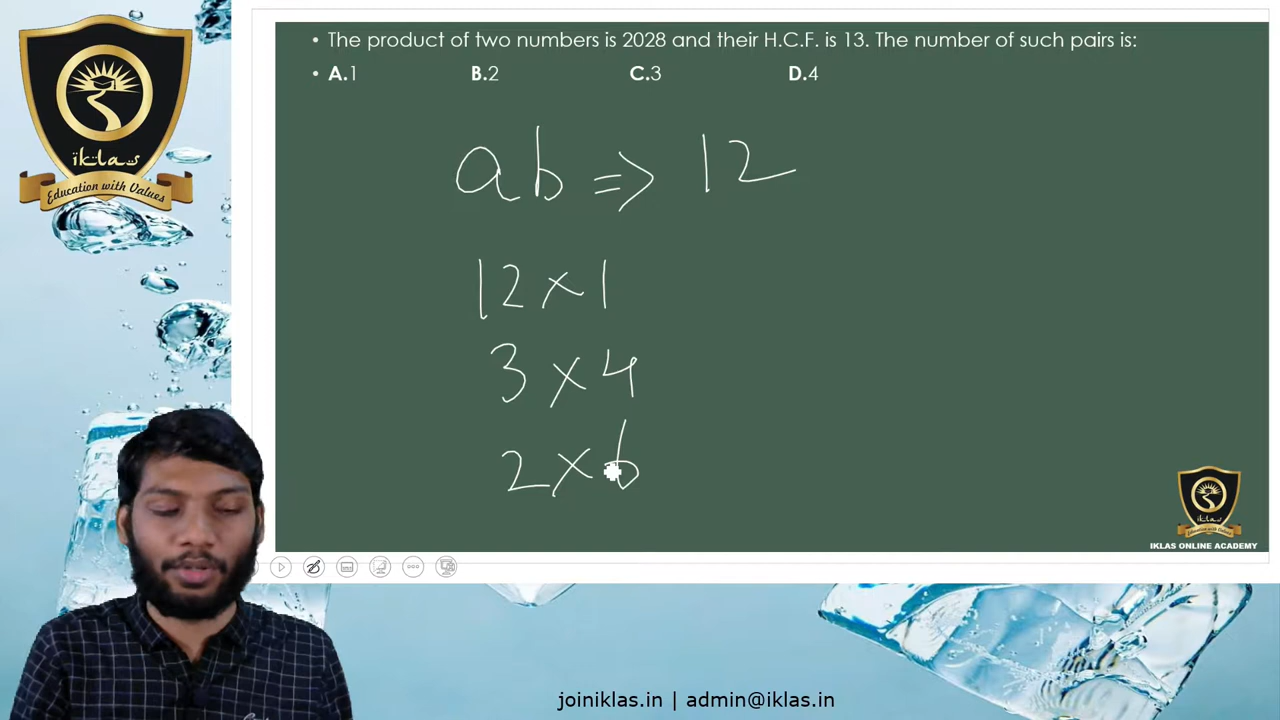 • The product of two numbers is 2028 and their H.C.F. is 13. The number of such pairs is:
• A.1 B.2 C.3 D.4
ab => 12
12 × 1
3 × 4
2 × 6
iklas
Education with Values
iklas
IKLAS ONLINE ACADEMY
joiniklas.in | admin@iklas.in